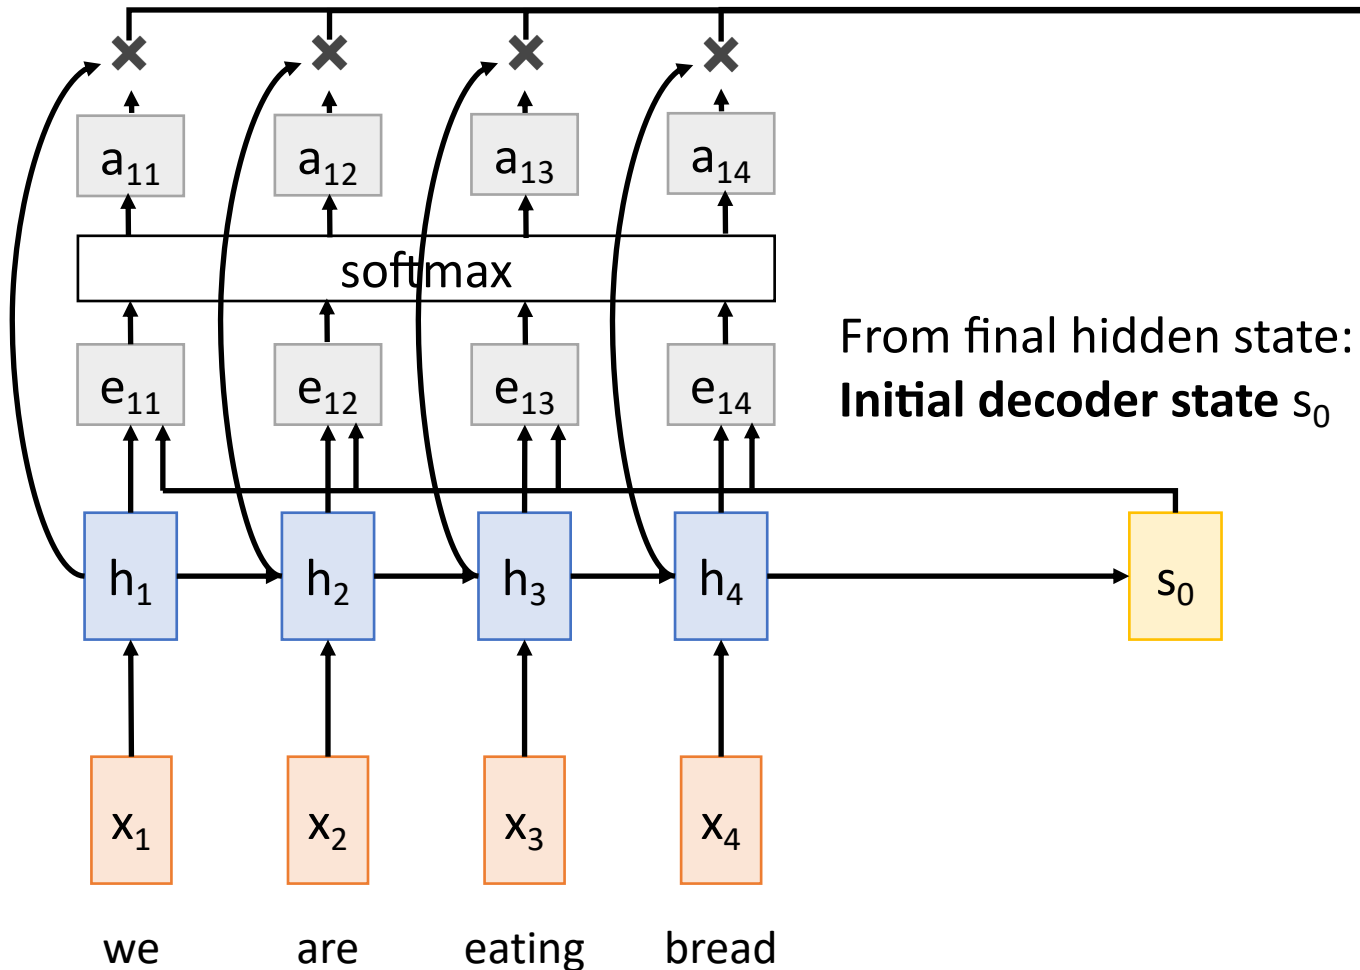 a₁₁ a₁₂ a₁₃ a₁₄
softmax
e₁₁ e₁₂ e₁₃ e₁₄
From final hidden state:
Initial decoder state s₀
h₁ h₂ h₃ h₄ s₀
x₁ x₂ x₃ x₄
we are eating bread